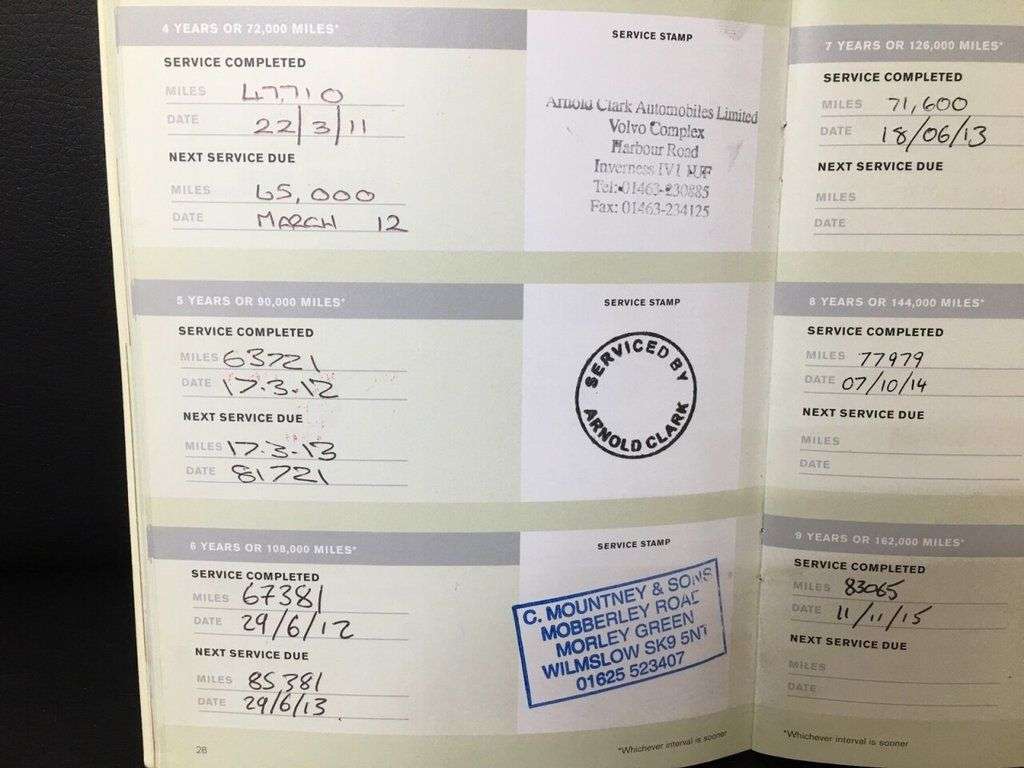 4 YEARS OR 72,000 MILES*
SERVICE COMPLETED
MILES 47,710
DATE 22/3/11
NEXT SERVICE DUE
MILES 65,000
DATE MARCH 12
SERVICE STAMP
Arnold Clark Automobiles Limited
Volvo Complex
Harbour Road
Inverness IV1 1UF
Tel: 01463-230885
Fax: 01463-234125
5 YEARS OR 90,000 MILES*
SERVICE COMPLETED
MILES 63721
DATE 17.3.12
NEXT SERVICE DUE
MILES 17.3.13
DATE 81721
SERVICE STAMP
SERVICED BY
ARNOLD CLARK
6 YEARS OR 108,000 MILES*
SERVICE COMPLETED
MILES 67381
DATE 29/6/12
NEXT SERVICE DUE
MILES 85381
DATE 29/6/13
SERVICE STAMP
C. MOUNTNEY & SONS
MOBBERLEY ROAD
MORLEY GREEN
WILMSLOW SK9 5NT
01625 523407
26
*Whichever interval is sooner
7 YEARS OR 126,000 MILES*
SERVICE COMPLETED
MILES 71,600
DATE 18/06/13
NEXT SERVICE DUE
MILES
DATE
8 YEARS OR 144,000 MILES*
SERVICE COMPLETED
MILES 77979
DATE 07/10/14
NEXT SERVICE DUE
MILES
DATE
9 YEARS OR 162,000 MILES*
SERVICE COMPLETED
MILES 83065
DATE 11/11/15
NEXT SERVICE DUE
MILES
DATE
*Whichever interval is sooner